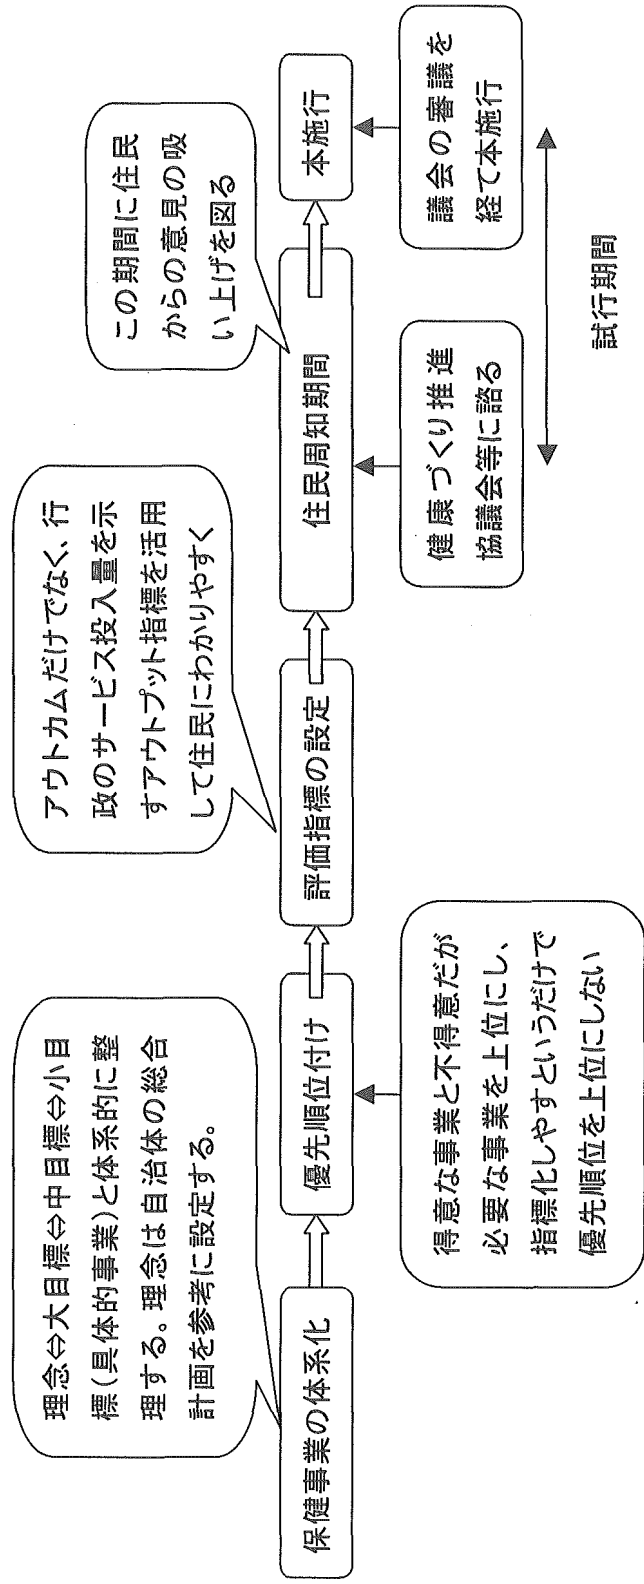 理念⇔大目標⇔中目標⇔小目
標(具体的事業)と体系的に整
理する。理念は自治体の総合
計画を参考に設定する。
アウトカムだけでなく、行
政のサービス投入量を示
すアウトプット指標を活用
して住民にわかりやすく
この期間に住民
からの意見の吸
い上げを図る
保健事業の体系化
優先順位付け
評価指標の設定
住民周知期間
本施行
得意な事業と不得意だが
必要な事業を上位にし、
指標化しやすというだけで
優先順位を上位にしない
健康づくり推進
協議会等に諮る
議会の審議を
経て本施行
試行期間